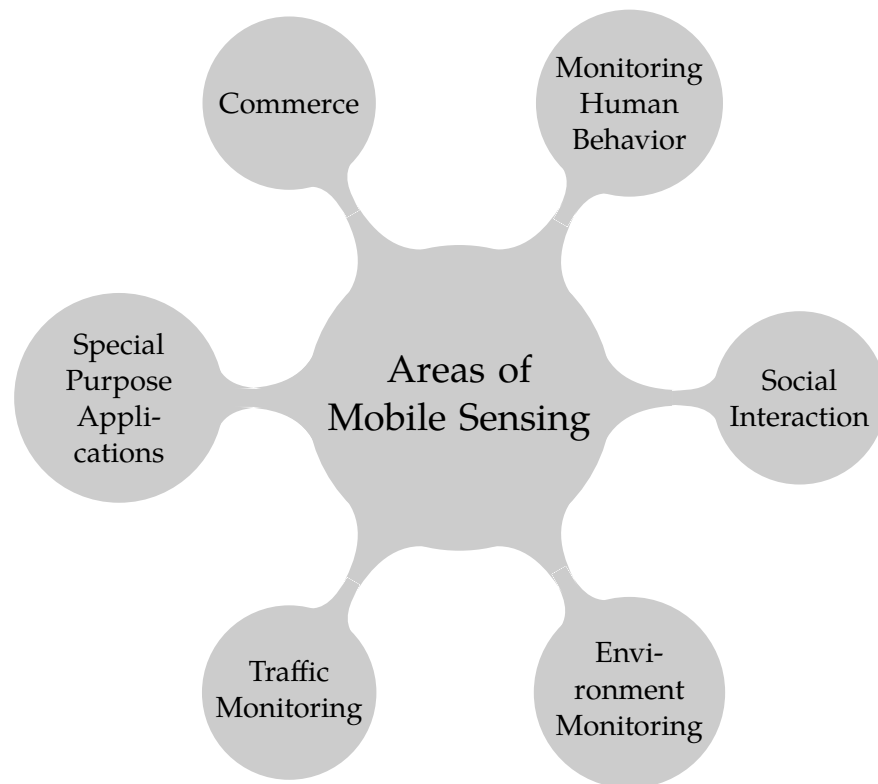 Commerce
Monitoring
Human
Behavior
Special
Purpose
Appli-
cations
Areas of
Mobile Sensing
Social
Interaction
Traffic
Monitoring
Envi-
ronment
Monitoring